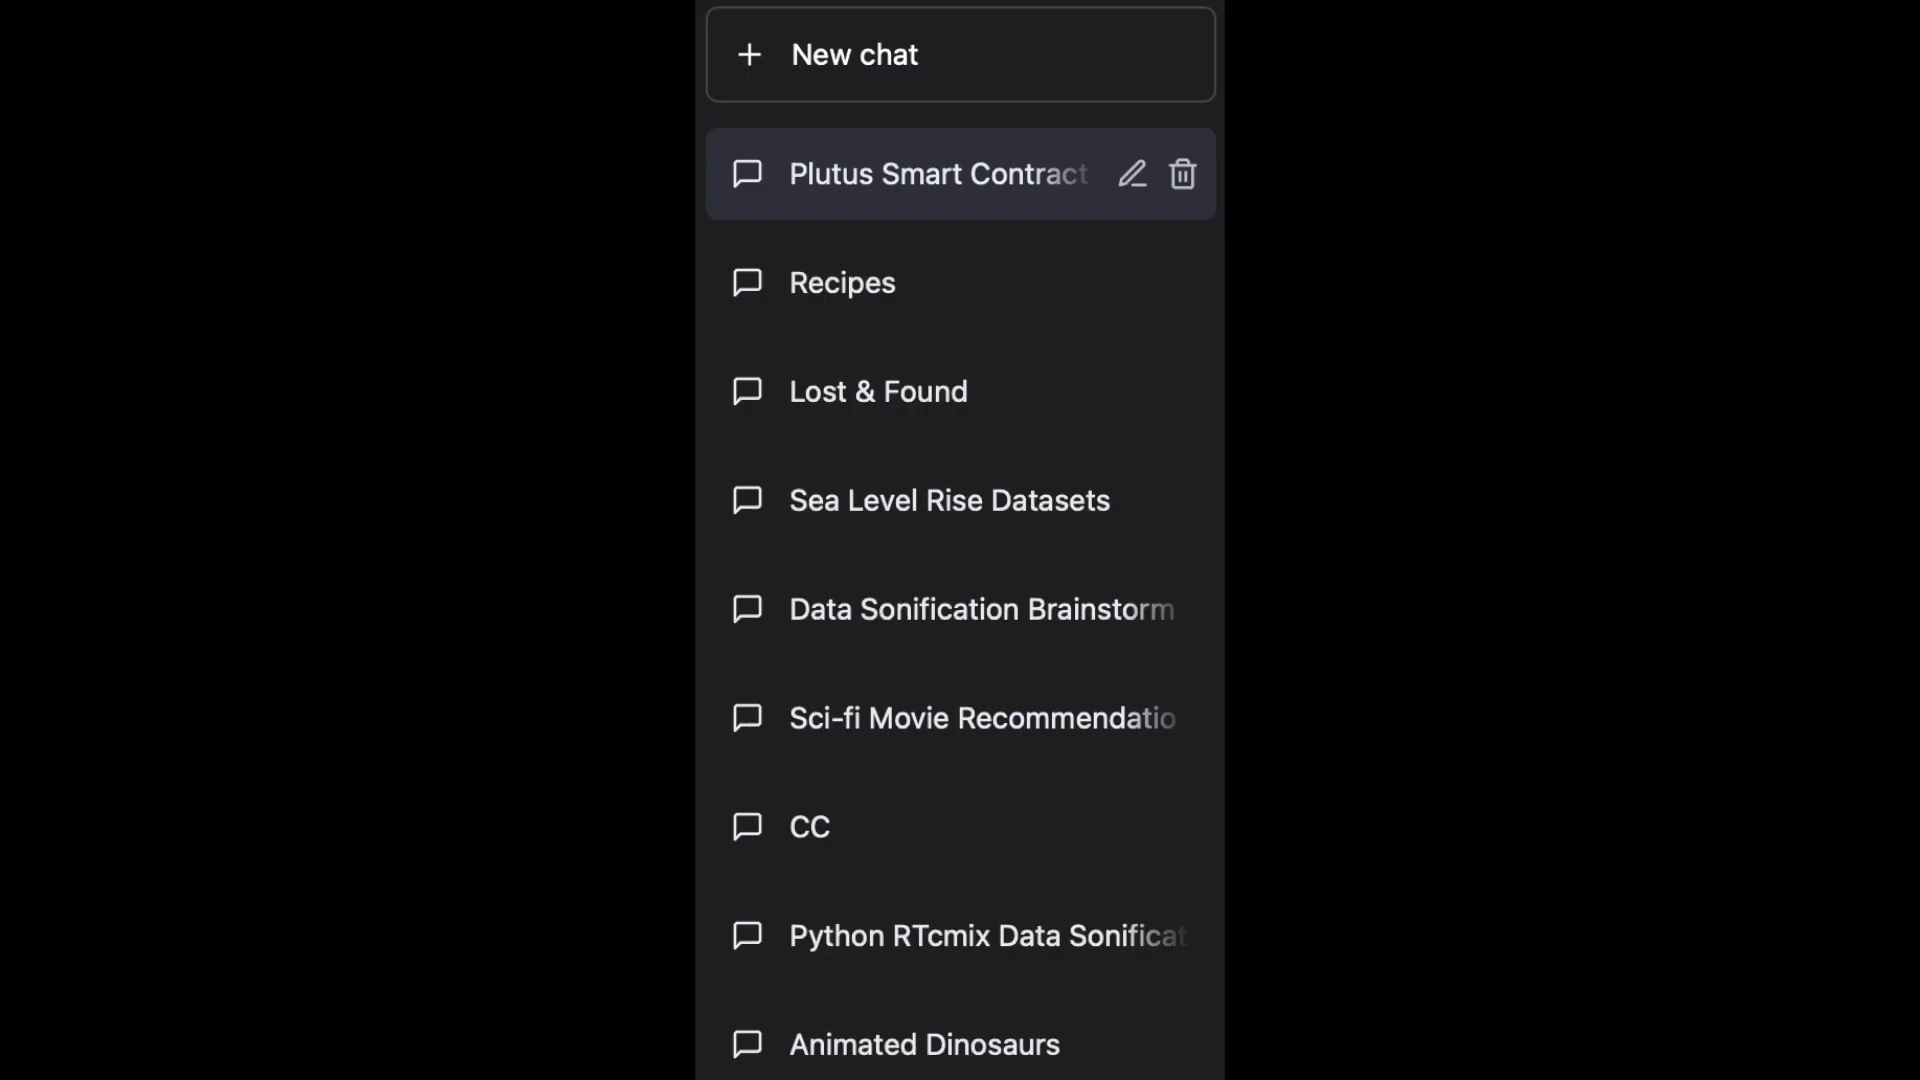 New chat
Plutus Smart Contract
Recipes
Lost & Found
Sea Level Rise Datasets
Data Sonification Brainstorm
Sci-fi Movie Recommendatio
CC
Python RTcmix Data Sonificat
Animated Dinosaurs